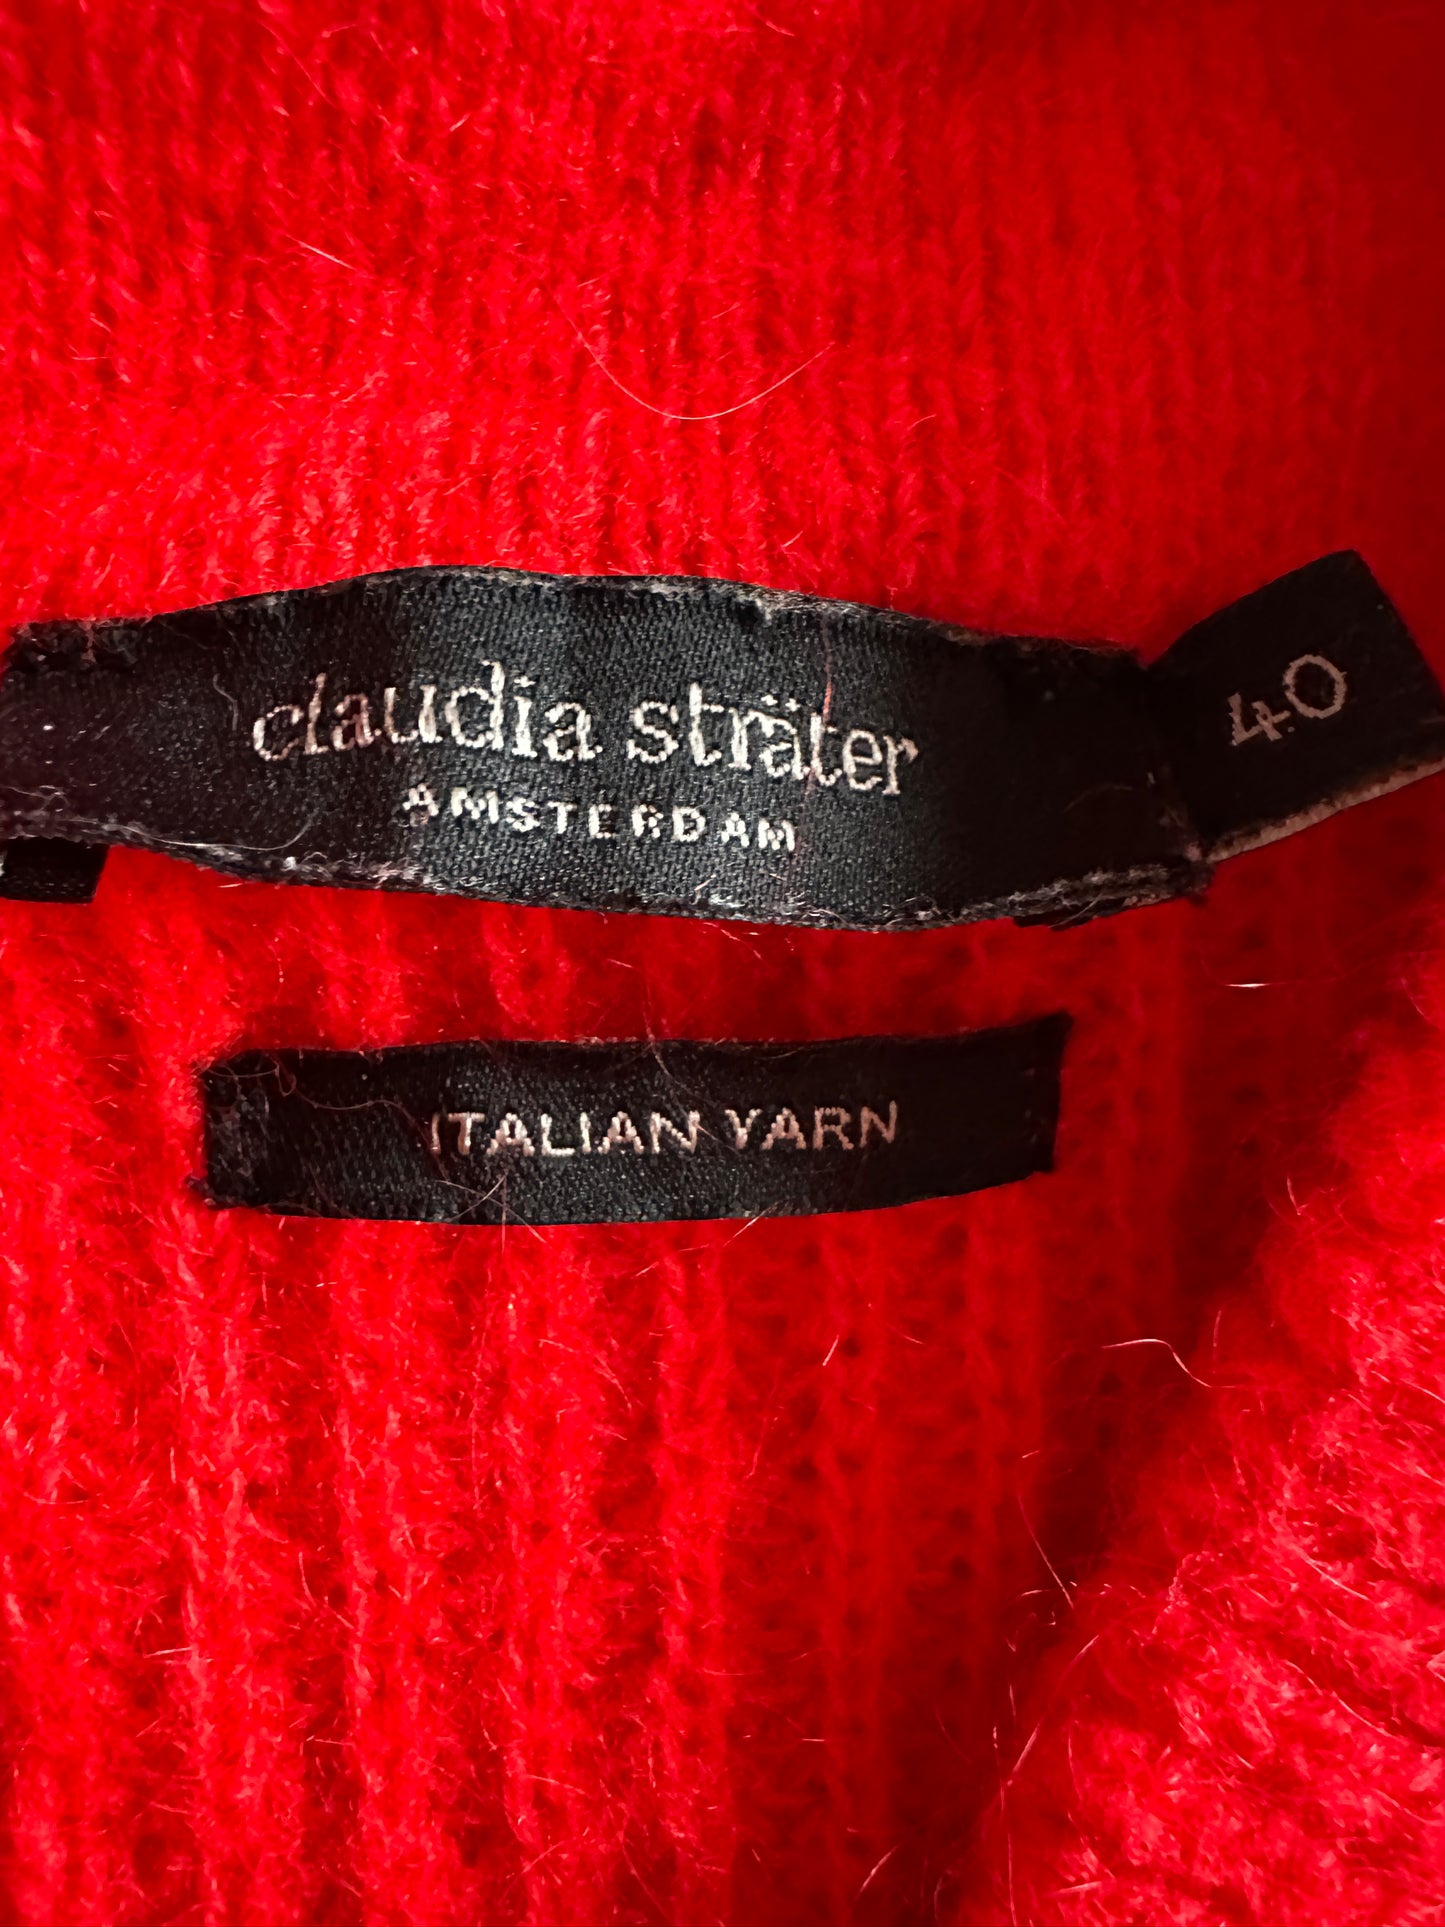 claudia sträter
AMSTERDAM
40
ITALIAN YARN